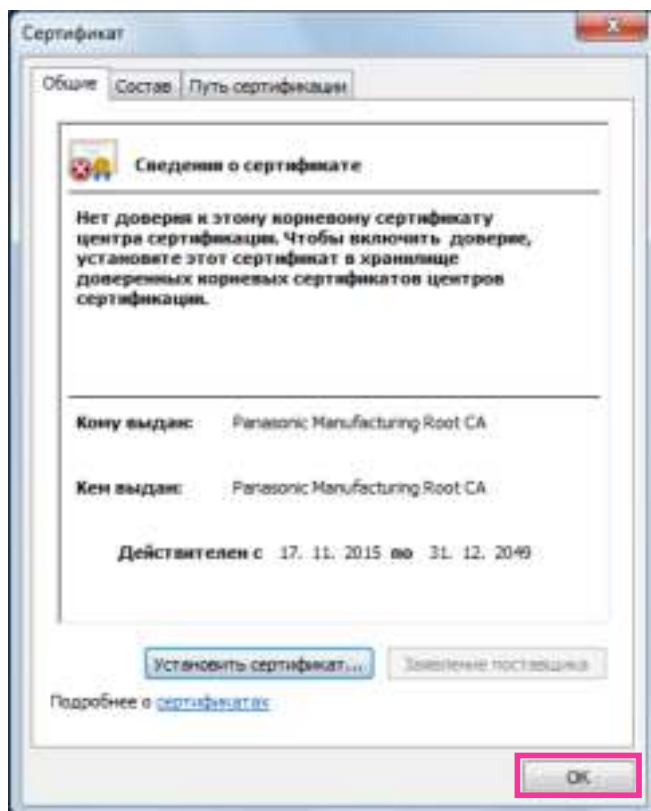 Сертификат
Общие Состав Путь сертификации
Сведения о сертификате
Нет доверия к этому корневому сертификату
центра сертификации. Чтобы включить доверие,
установите этот сертификат в хранилище
доверенных корневых сертификатов центров
сертификации.
Кому выдан: Panasonic Manufacturing Root CA
Кем выдан: Panasonic Manufacturing Root CA
Действителен с 17. 11. 2015 по 31. 12. 2049
Установить сертификат... Заявление поставщика
Подробнее о сертификатах
ОК